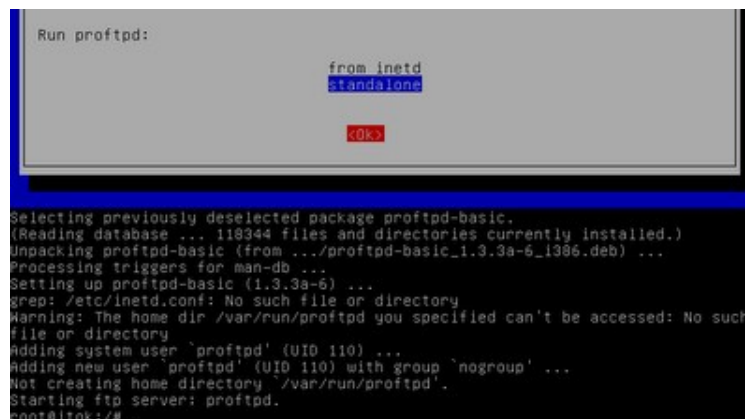 Run proftpd:
from inetd
standalone
<Ok>
Selecting previously deselected package proftpd-basic.
(Reading database ... 118344 files and directories currently installed.)
Unpacking proftpd-basic (from .../proftpd-basic_1.3.3a-6_i386.deb) ...
Processing triggers for man-db ...
Setting up proftpd-basic (1.3.3a-6) ...
grep: /etc/inetd.conf: No such file or directory
Warning: The home dir /var/run/proftpd you specified can't be accessed: No such
file or directory
Adding system user `proftpd' (UID 110) ...
Adding new user `proftpd' (UID 110) with group `nogroup' ...
Not creating home directory `/var/run/proftpd'.
Starting ftp server: proftpd.
root@itok:/#